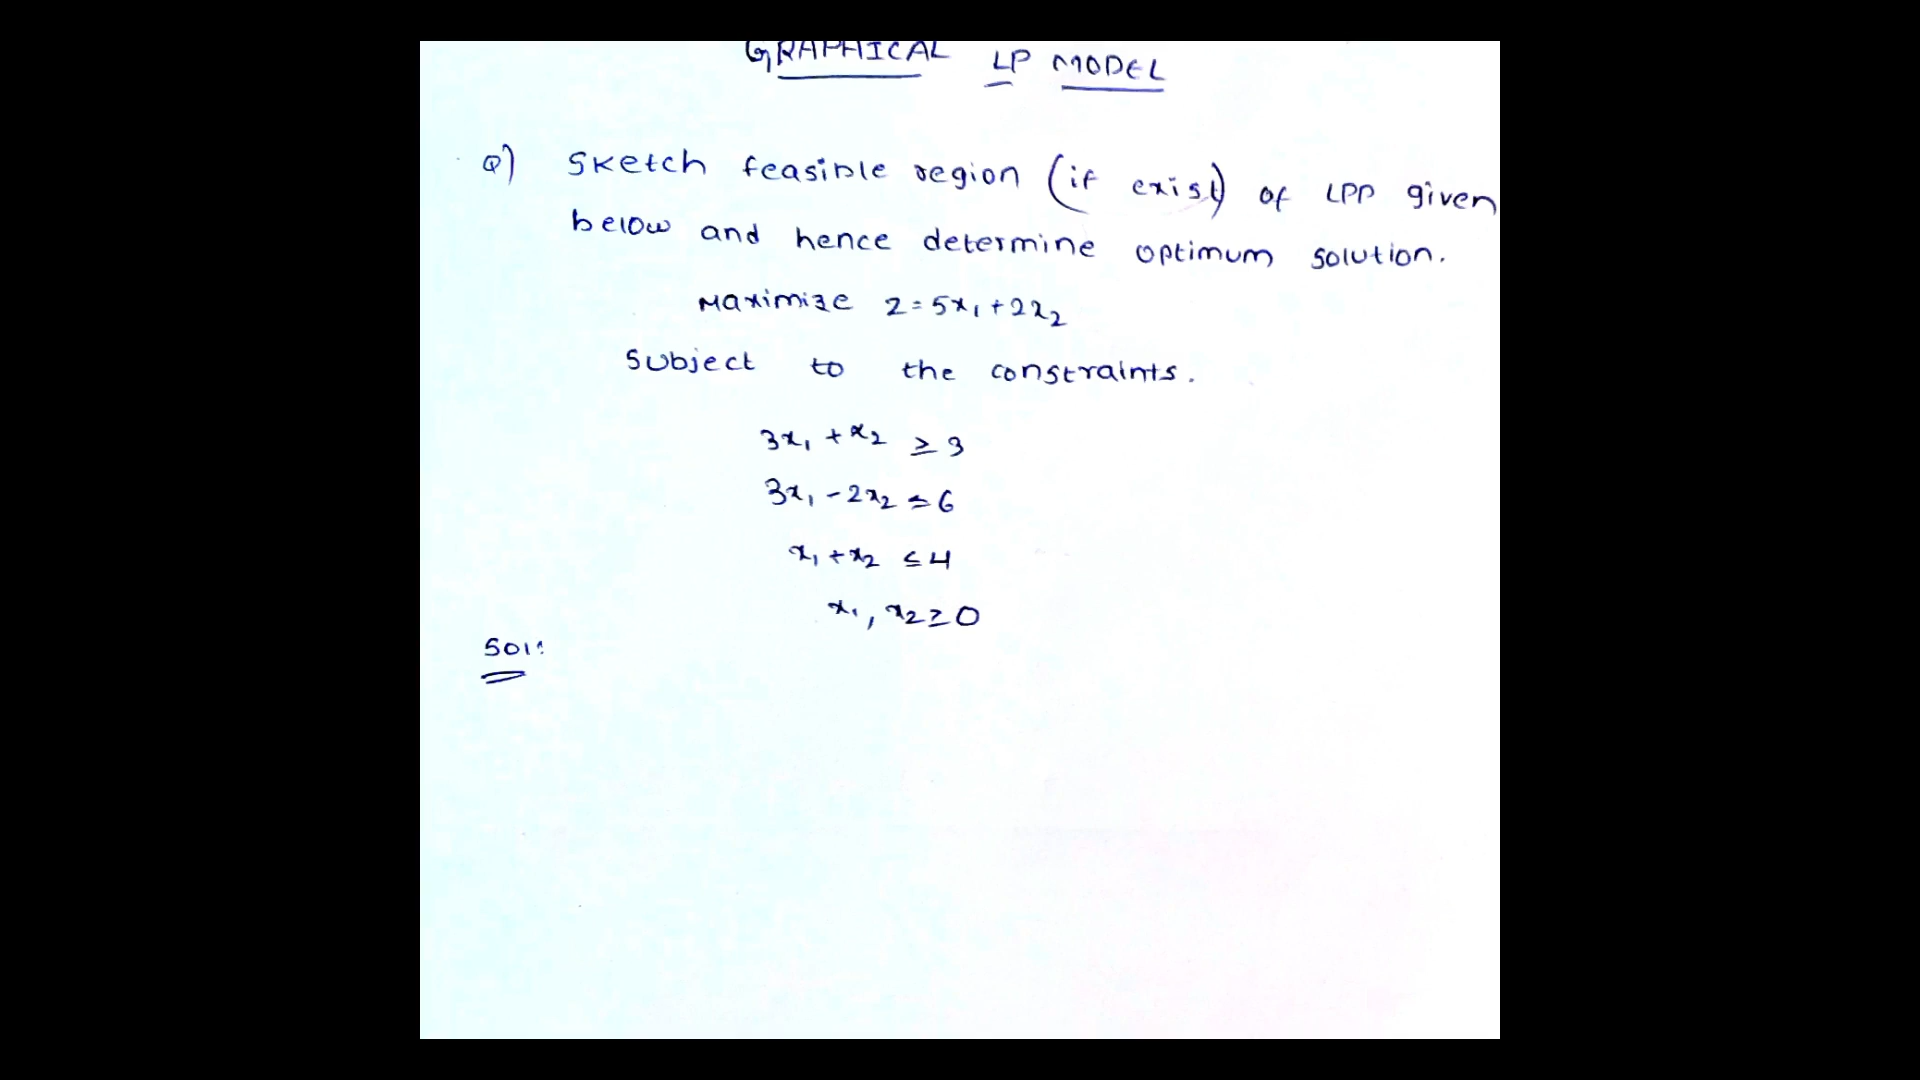 GRAPHICAL LP MODEL
Q) Sketch feasible region (if exist) of LPP given
below and hence determine optimum solution.
Maximize Z=5x₁+2x₂
Subject to the constraints.
3x₁ + x₂ ≥ 3
3x₁ - 2x₂ ≤ 6
x₁ + x₂ ≤ 4
x₁, x₂ ≥ 0
Sol: